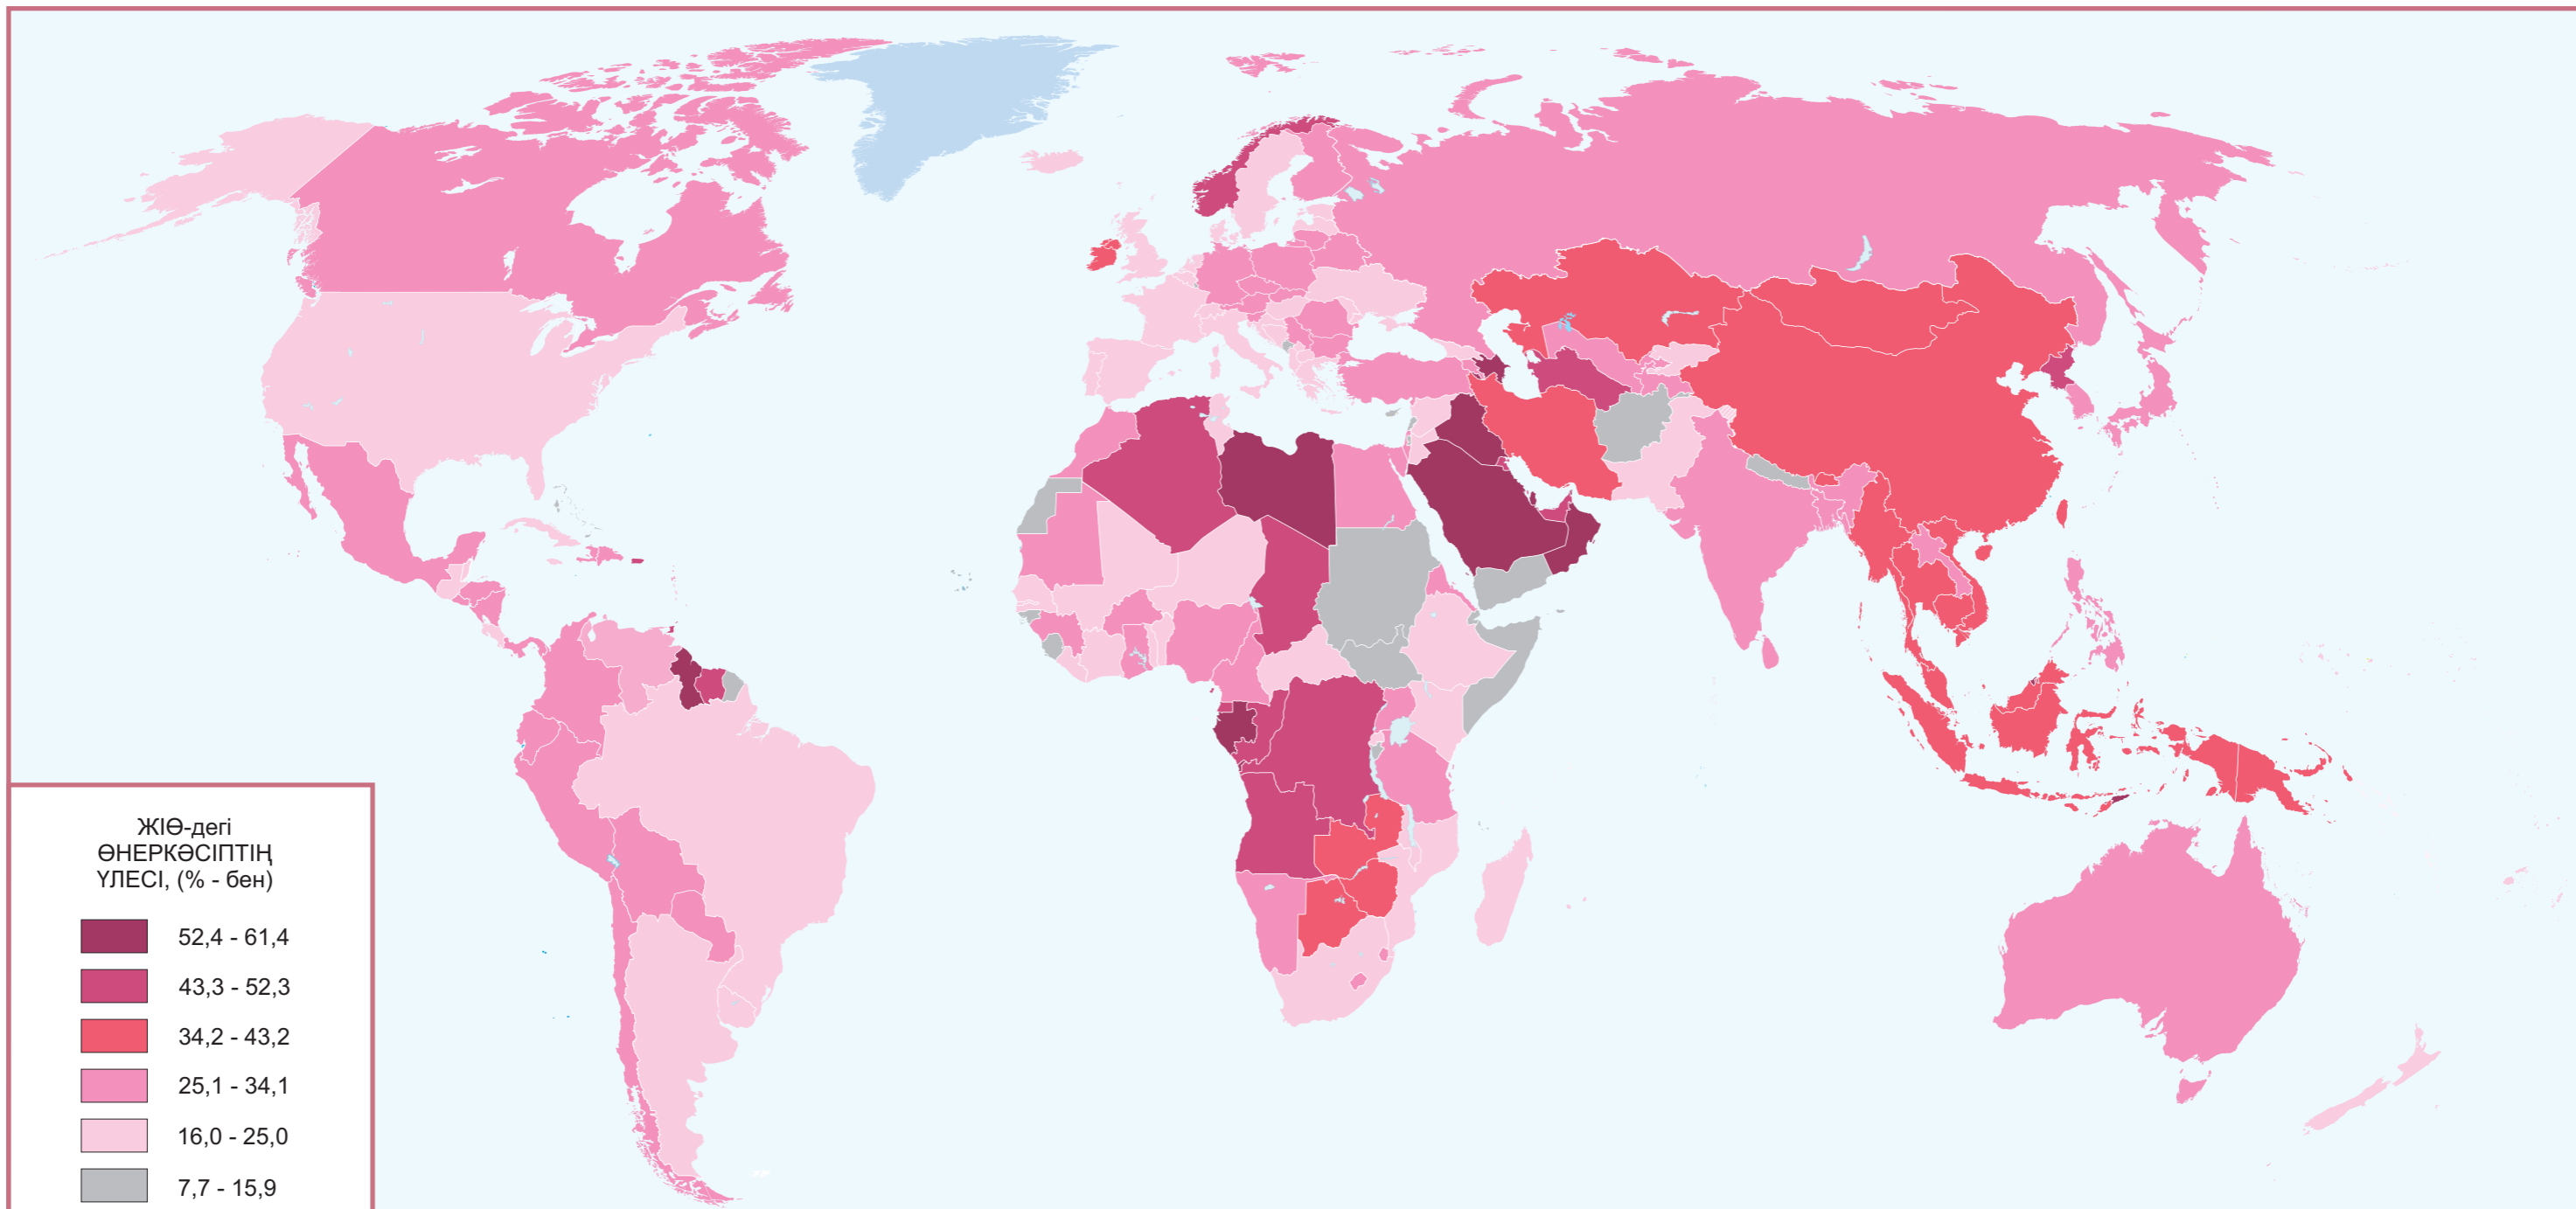 ЖІӨ-дегі
ӨНЕРКӘСІПТІҢ
ҮЛЕСІ, (% - бен)
52,4 - 61,4
43,3 - 52,3
34,2 - 43,2
25,1 - 34,1
16,0 - 25,0
7,7 - 15,9